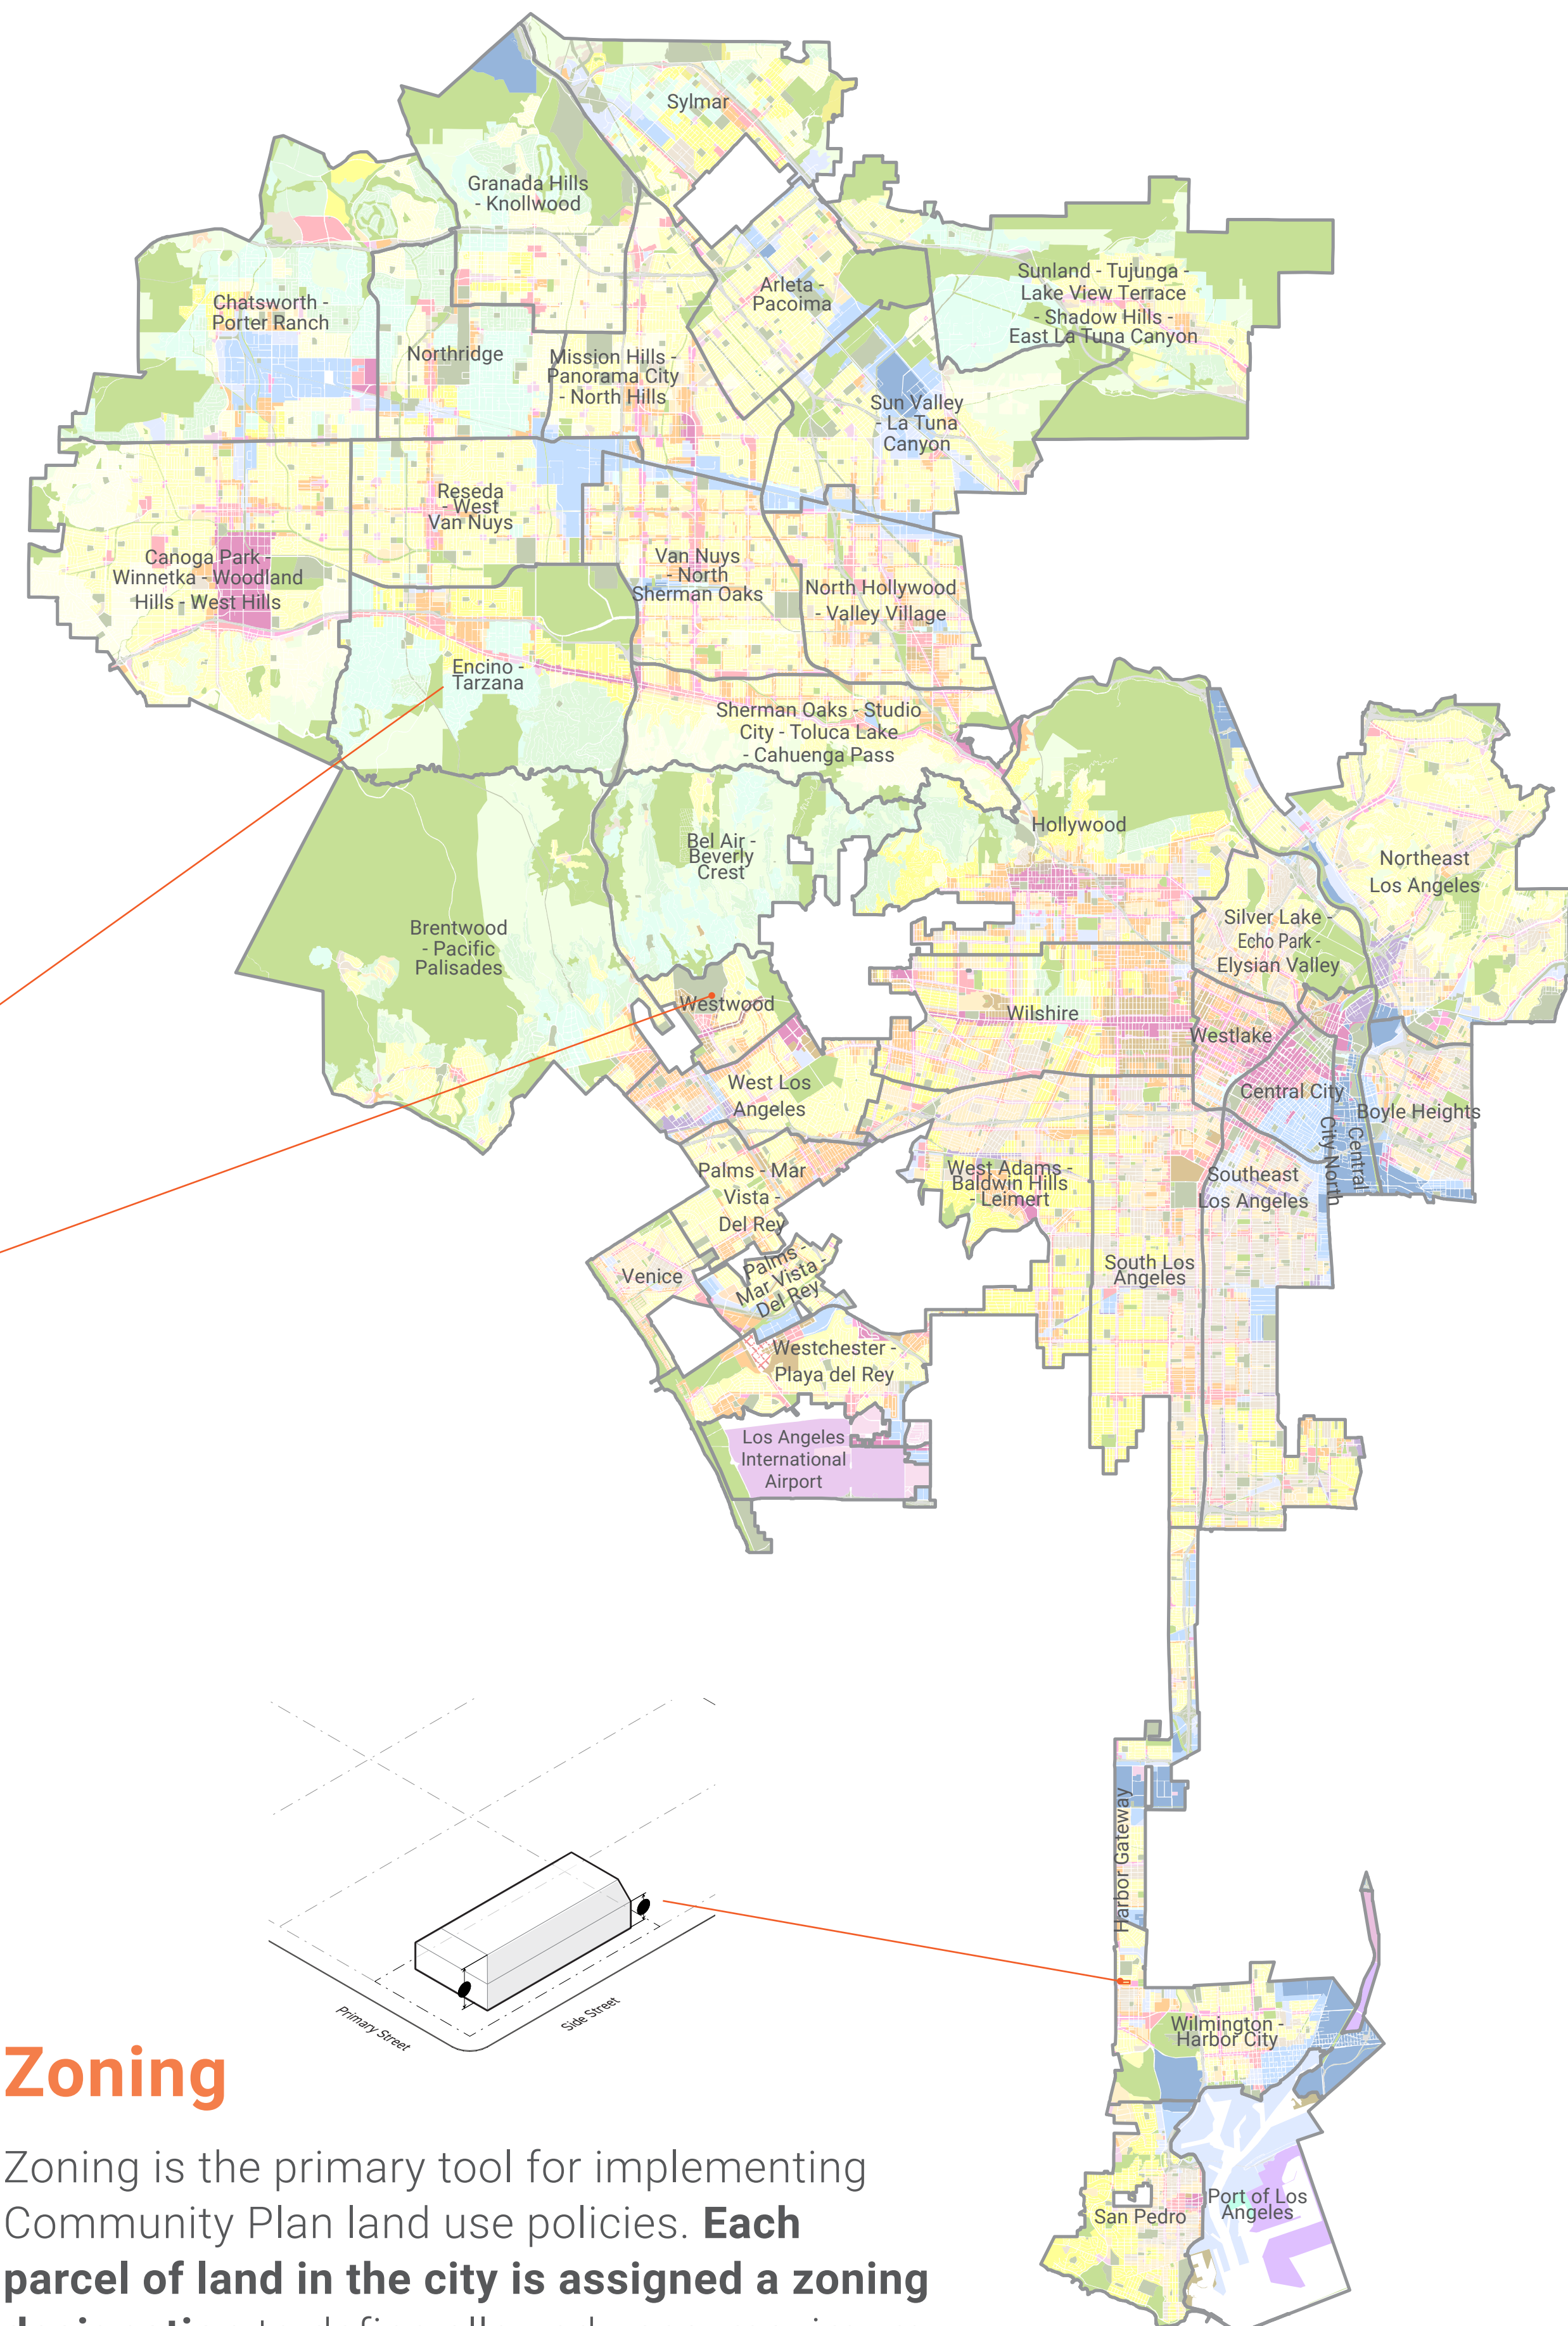 Sylmar
Granada Hills
- Knollwood
Sunland - Tujunga -
Lake View Terrace
- Shadow Hills -
East La Tuna Canyon
Arleta -
Pacoima
Chatsworth -
Porter Ranch
Northridge
Mission Hills -
Panorama City
- North Hills
Sun Valley
- La Tuna
Canyon
Reseda
- West
Van Nuys
Canoga Park -
Winnetka - Woodland
Hills - West Hills
Van Nuys
- North
Sherman Oaks
North Hollywood
- Valley Village
Encino -
Tarzana
Sherman Oaks - Studio
City - Toluca Lake
- Cahuenga Pass
Hollywood
Bel Air -
Beverly
Crest
Northeast
Los Angeles
Brentwood
- Pacific
Palisades
Silver Lake -
Echo Park -
Elysian Valley
Westwood
Wilshire
Westlake
West Los
Angeles
Central City
Boyle Heights
Central
City North
Palms - Mar
Vista -
Del Rey
West Adams -
Baldwin Hills
- Leimert
Southeast
Los Angeles
Venice
Palms -
Mar Vista -
Del Rey
South Los
Angeles
Westchester -
Playa del Rey
Los Angeles
International
Airport
Harbor Gateway
Primary Street
Side Street
Wilmington -
Harbor City
Port of Los
Angeles
San Pedro
Zoning
Zoning is the primary tool for implementing
Community Plan land use policies. Each
parcel of land in the city is assigned a zoning